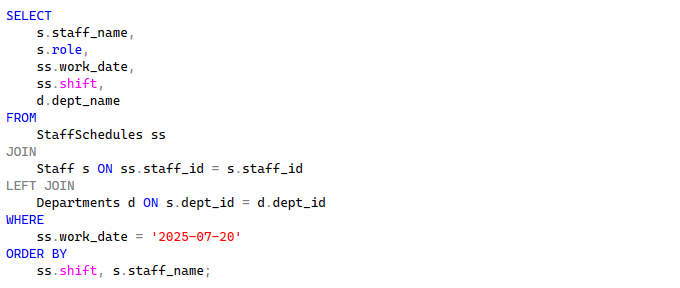 SELECT
    s.staff_name,
    s.role,
    ss.work_date,
    ss.shift,
    d.dept_name
FROM
    StaffSchedules ss
JOIN
    Staff s ON ss.staff_id = s.staff_id
LEFT JOIN
    Departments d ON s.dept_id = d.dept_id
WHERE
    ss.work_date = '2025-07-20'
ORDER BY
    ss.shift, s.staff_name;